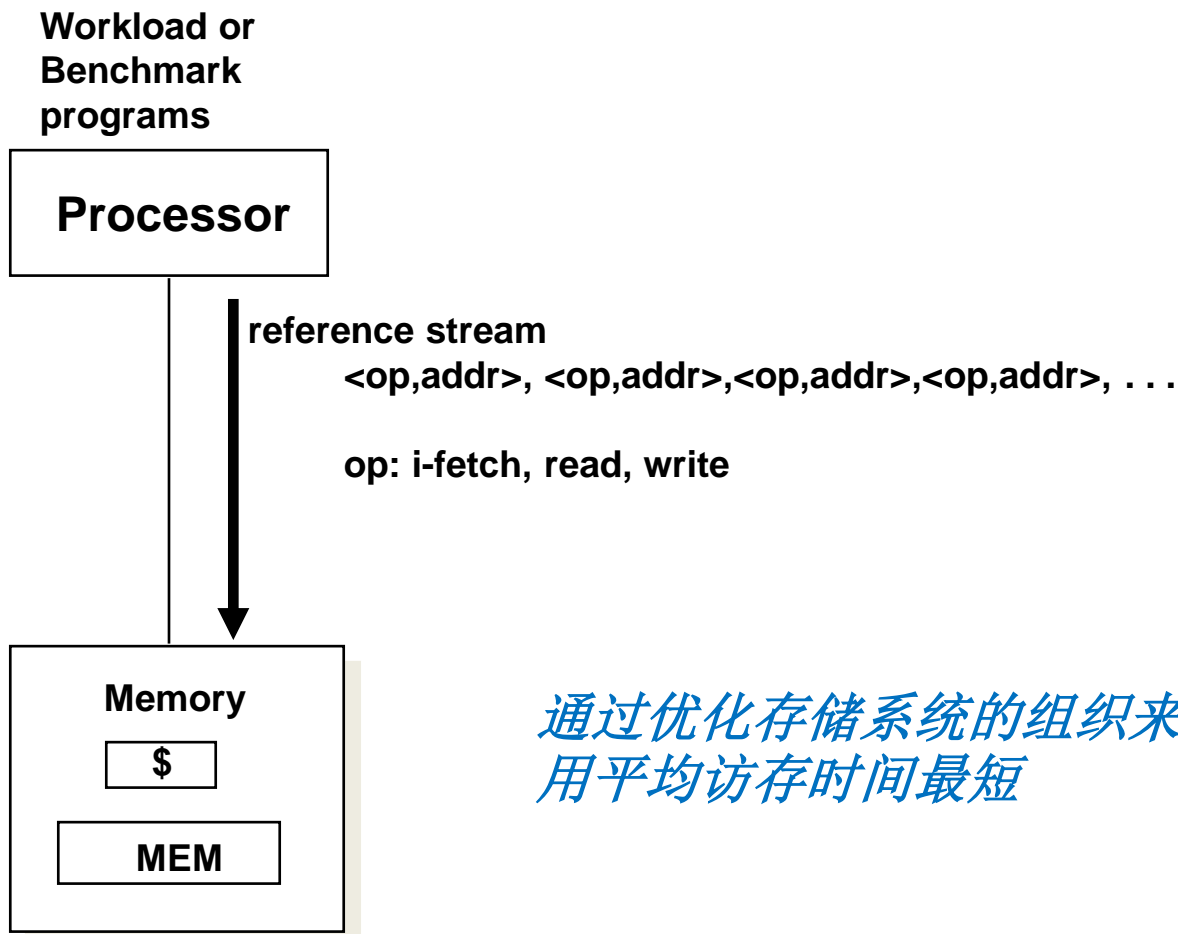 Workload or
Benchmark
programs
Processor
reference stream
<op,addr>, <op,addr>,<op,addr>,<op,addr>, . . .
op: i-fetch, read, write
Memory
$
MEM
通过优化存储系统的组织来
用平均访存时间最短